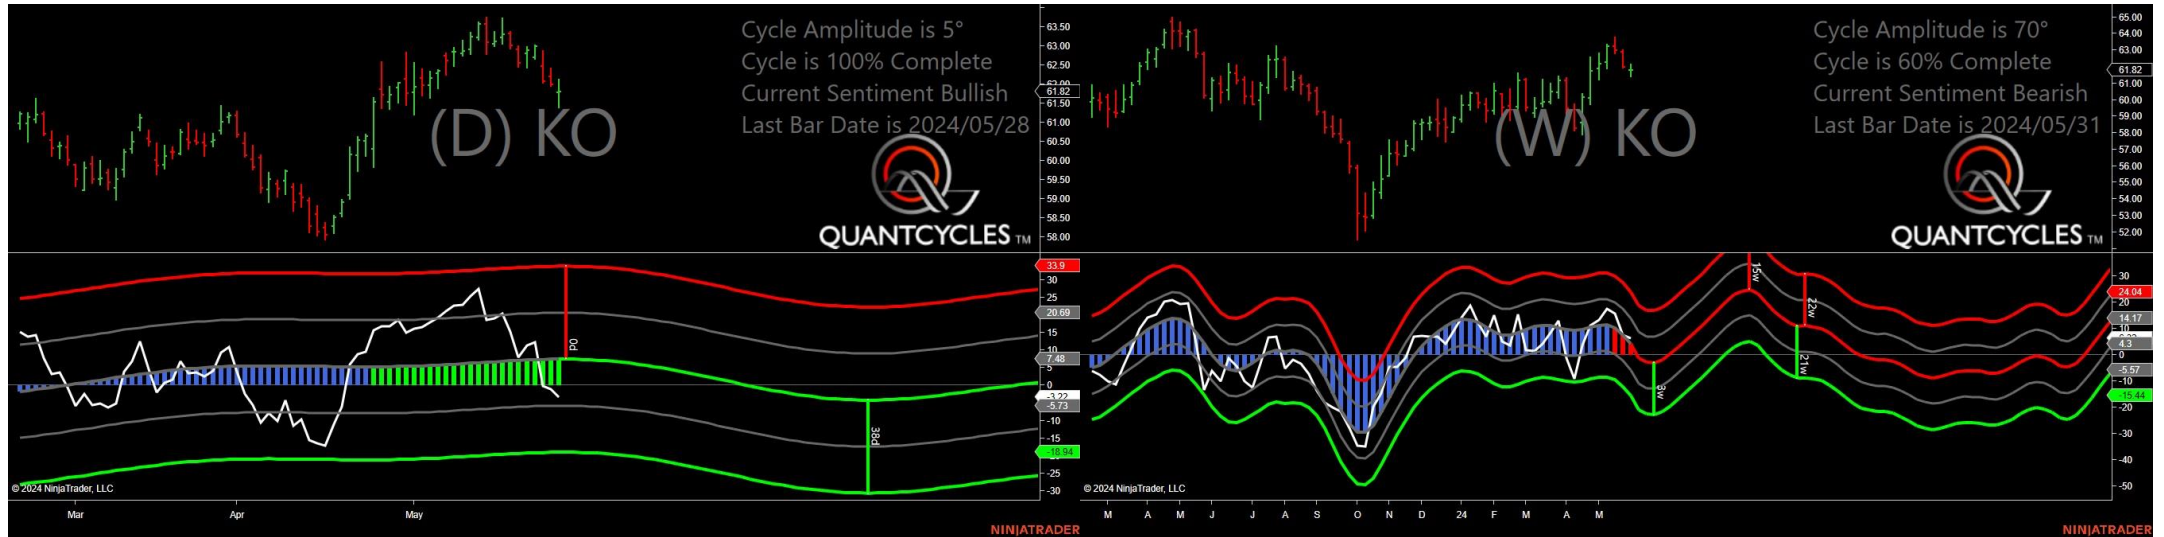 Cycle Amplitude is 5°
Cycle is 100% Complete
Current Sentiment Bullish
Last Bar Date is 2024/05/28
(D) KO
QUANTCYCLES TM
63.50
63.00
62.50
62.00
61.82
61.50
61.00
60.50
60.00
59.50
59.00
58.50
58.00
33.9
30
25
20.69
15
10
7.48
5
0
-3.22
-5.73
-10
-15
-18.94
-25
-30
0d
38d
© 2024 NinjaTrader, LLC
Mar Apr May
NINJATRADER
Cycle Amplitude is 70°
Cycle is 60% Complete
Current Sentiment Bearish
Last Bar Date is 2024/05/31
(W) KO
QUANTCYCLES TM
65.00
64.00
63.00
61.82
61.00
60.00
59.00
58.00
57.00
56.00
55.00
54.00
53.00
52.00
30
24.04
20
14.17
10
4.3
0
-5.57
-10
-15.44
-20
-30
-40
-50
15w
22w
21w
3w
© 2024 NinjaTrader, LLC
M A M J J A S O N D 24 F M A M
NINJATRADER